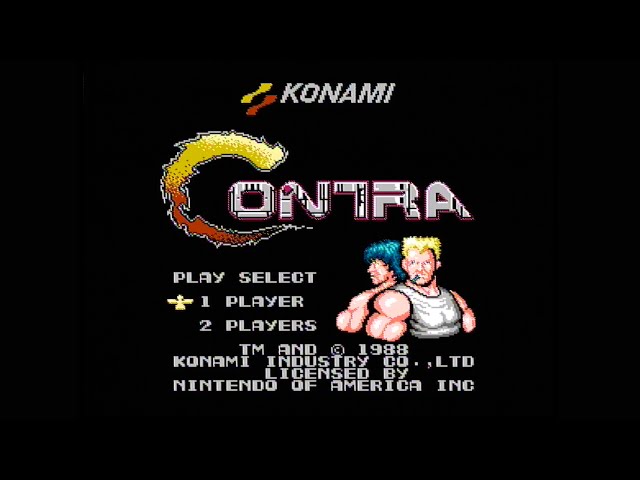 KONAMI
CONTRA
PLAY SELECT
1 PLAYER
2 PLAYERS
TM AND © 1988
KONAMI INDUSTRY CO.,LTD
LICENSED BY
NINTENDO OF AMERICA INC